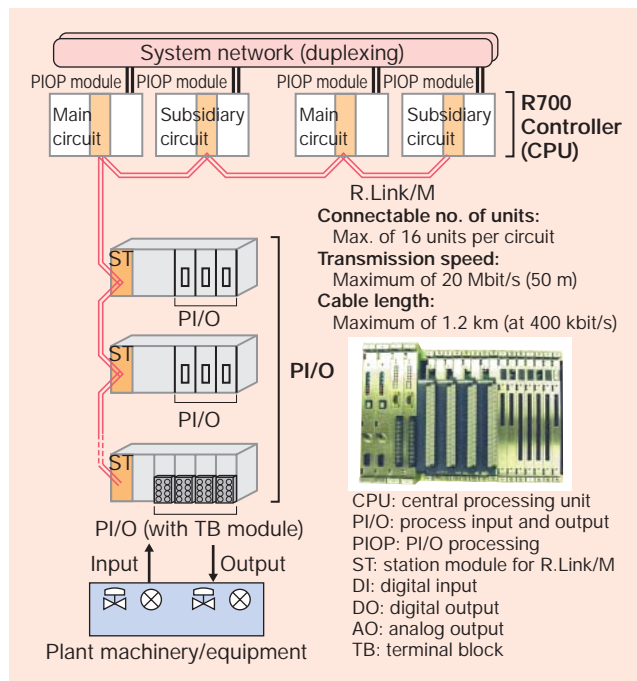 System network (duplexing)
PIOP module PIOP module PIOP module PIOP module
Main circuit
Subsidiary circuit
Main circuit
Subsidiary circuit
R700
Controller
(CPU)
R.Link/M
Connectable no. of units:
Max. of 16 units per circuit
Transmission speed:
Maximum of 20 Mbit/s (50 m)
Cable length:
Maximum of 1.2 km (at 400 kbit/s)
ST
PI/O
ST
PI/O
PI/O
ST
PI/O (with TB module)
Input
Output
Plant machinery/equipment
CPU: central processing unit
PI/O: process input and output
PIOP: PI/O processing
ST: station module for R.Link/M
DI: digital input
DO: digital output
AO: analog output
TB: terminal block